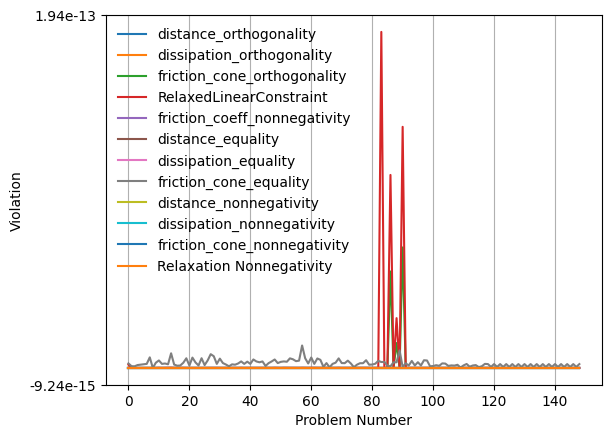 1.94e-13
distance_orthogonality
dissipation_orthogonality
friction_cone_orthogonality
RelaxedLinearConstraint
friction_coeff_nonnegativity
distance_equality
dissipation_equality
friction_cone_equality
distance_nonnegativity
dissipation_nonnegativity
friction_cone_nonnegativity
Relaxation Nonnegativity
Violation
-9.24e-15
0 20 40 60 80 100 120 140
Problem Number